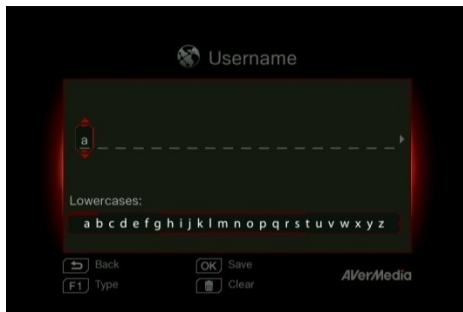 Username
a
Lowercases:
a b c d e f g h i j k l m n o p q r s t u v w x y z
Back
OK Save
F1 Type
Clear
AVerMedia